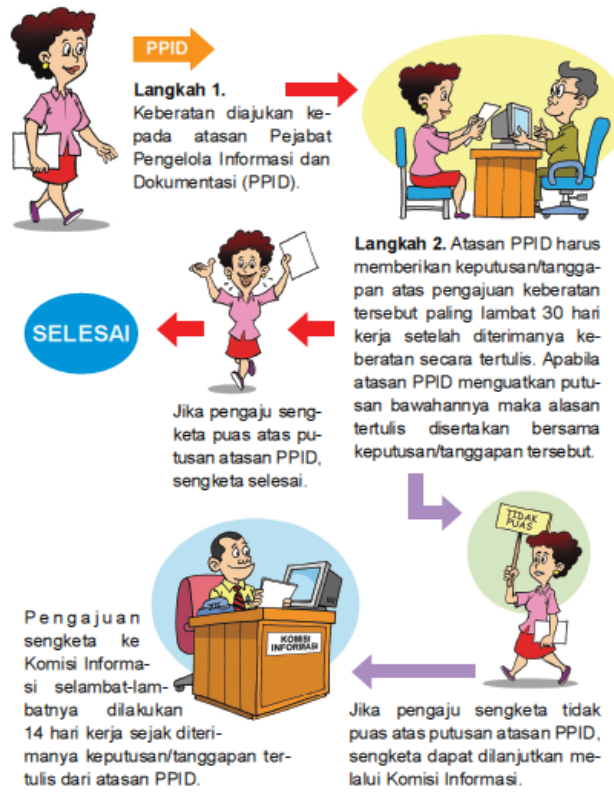 PPID
Langkah 1.
Keberatan diajukan ke-
pada atasan Pejabat
Pengelola Informasi dan
Dokumentasi (PPID).
Langkah 2. Atasan PPID harus
memberikan keputusan/tangga-
pan atas pengajuan keberatan
tersebut paling lambat 30 hari
kerja setelah diterimanya ke-
beratan secara tertulis. Apabila
atasan PPID menguatkan putu-
san bawahannya maka alasan
tertulis disertakan bersama
keputusan/tanggapan tersebut.
SELESAI
Jika pengaju seng-
keta puas atas pu-
tusan atasan PPID,
sengketa selesai.
TIDAK
PUAS
Jika pengaju sengketa tidak
puas atas putusan atasan PPID,
sengketa dapat dilanjutkan me-
lalui Komisi Informasi.
KOMISI
INFORMASI
Pengajuan
sengketa ke
Komisi Informa-
si selambat-lam-
batnya dilakukan
14 hari kerja sejak diteri-
manya keputusan/tanggapan ter-
tulis dari atasan PPID.